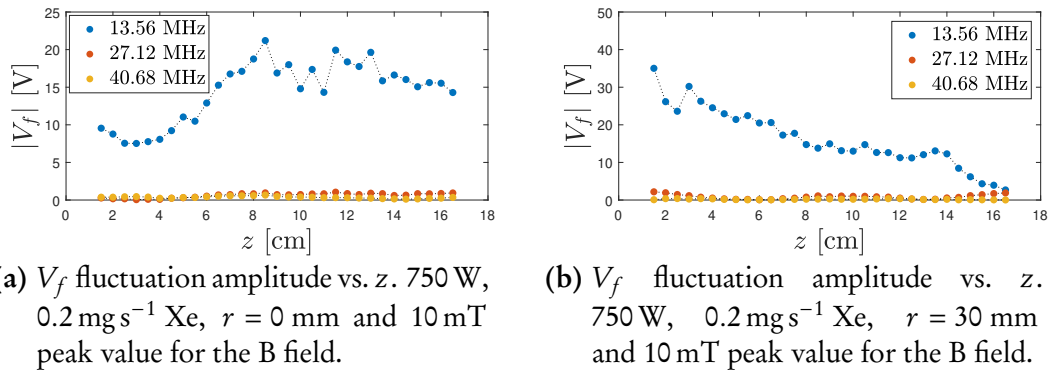 25
20
15
10
5
0
|V_f| [V]
13.56 MHz
27.12 MHz
40.68 MHz
0 2 4 6 8 10 12 14 16 18
z [cm]
50
40
30
20
10
0
|V_f| [V]
13.56 MHz
27.12 MHz
40.68 MHz
0 2 4 6 8 10 12 14 16 18
z [cm]
) V_f fluctuation amplitude vs. z. 750 W,
0.2 mg s⁻¹ Xe, r = 0 mm and 10 mT
peak value for the B field.
(b) V_f fluctuation amplitude vs. z.
750 W, 0.2 mg s⁻¹ Xe, r = 30 mm
and 10 mT peak value for the B field.